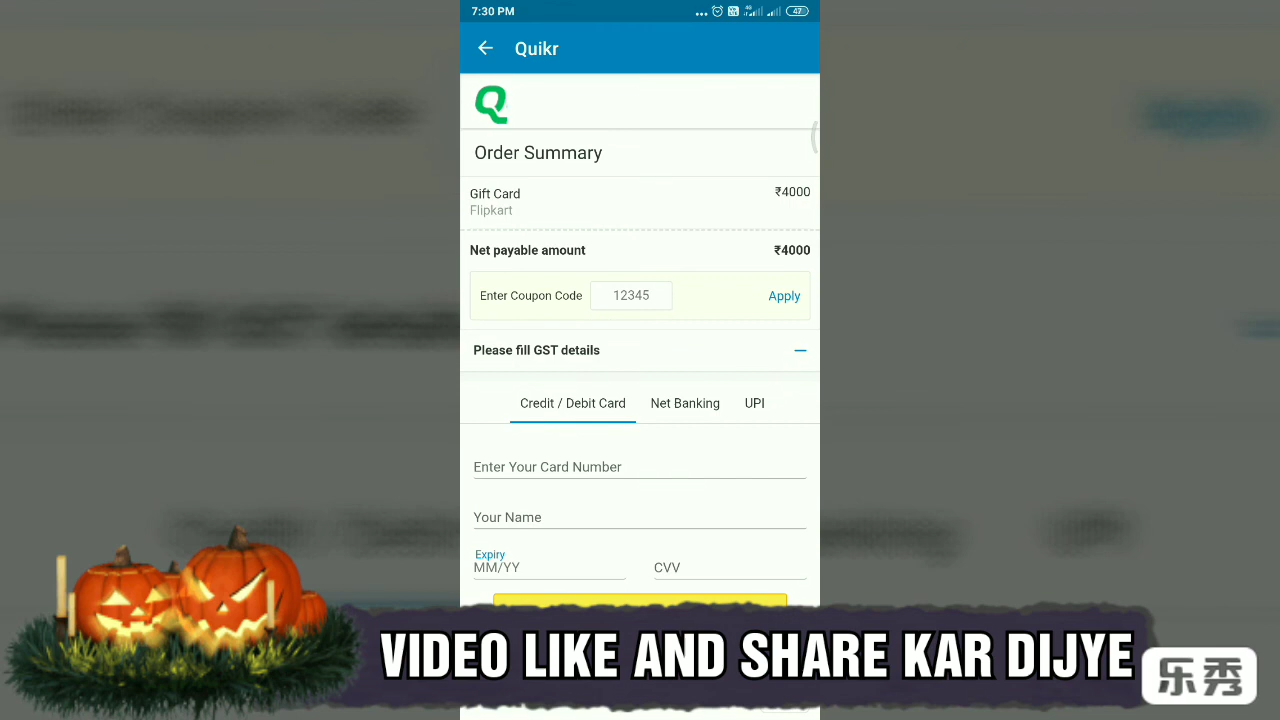 7:30 PM
4G
47
Quikr
Q
Order Summary
Gift Card
₹4000
Flipkart
Net payable amount
₹4000
Enter Coupon Code
12345
Apply
Please fill GST details
Credit / Debit Card
Net Banking
UPI
Enter Your Card Number
Your Name
Expiry
MM/YY
CVV
VIDEO LIKE AND SHARE KAR DIJYE
乐秀